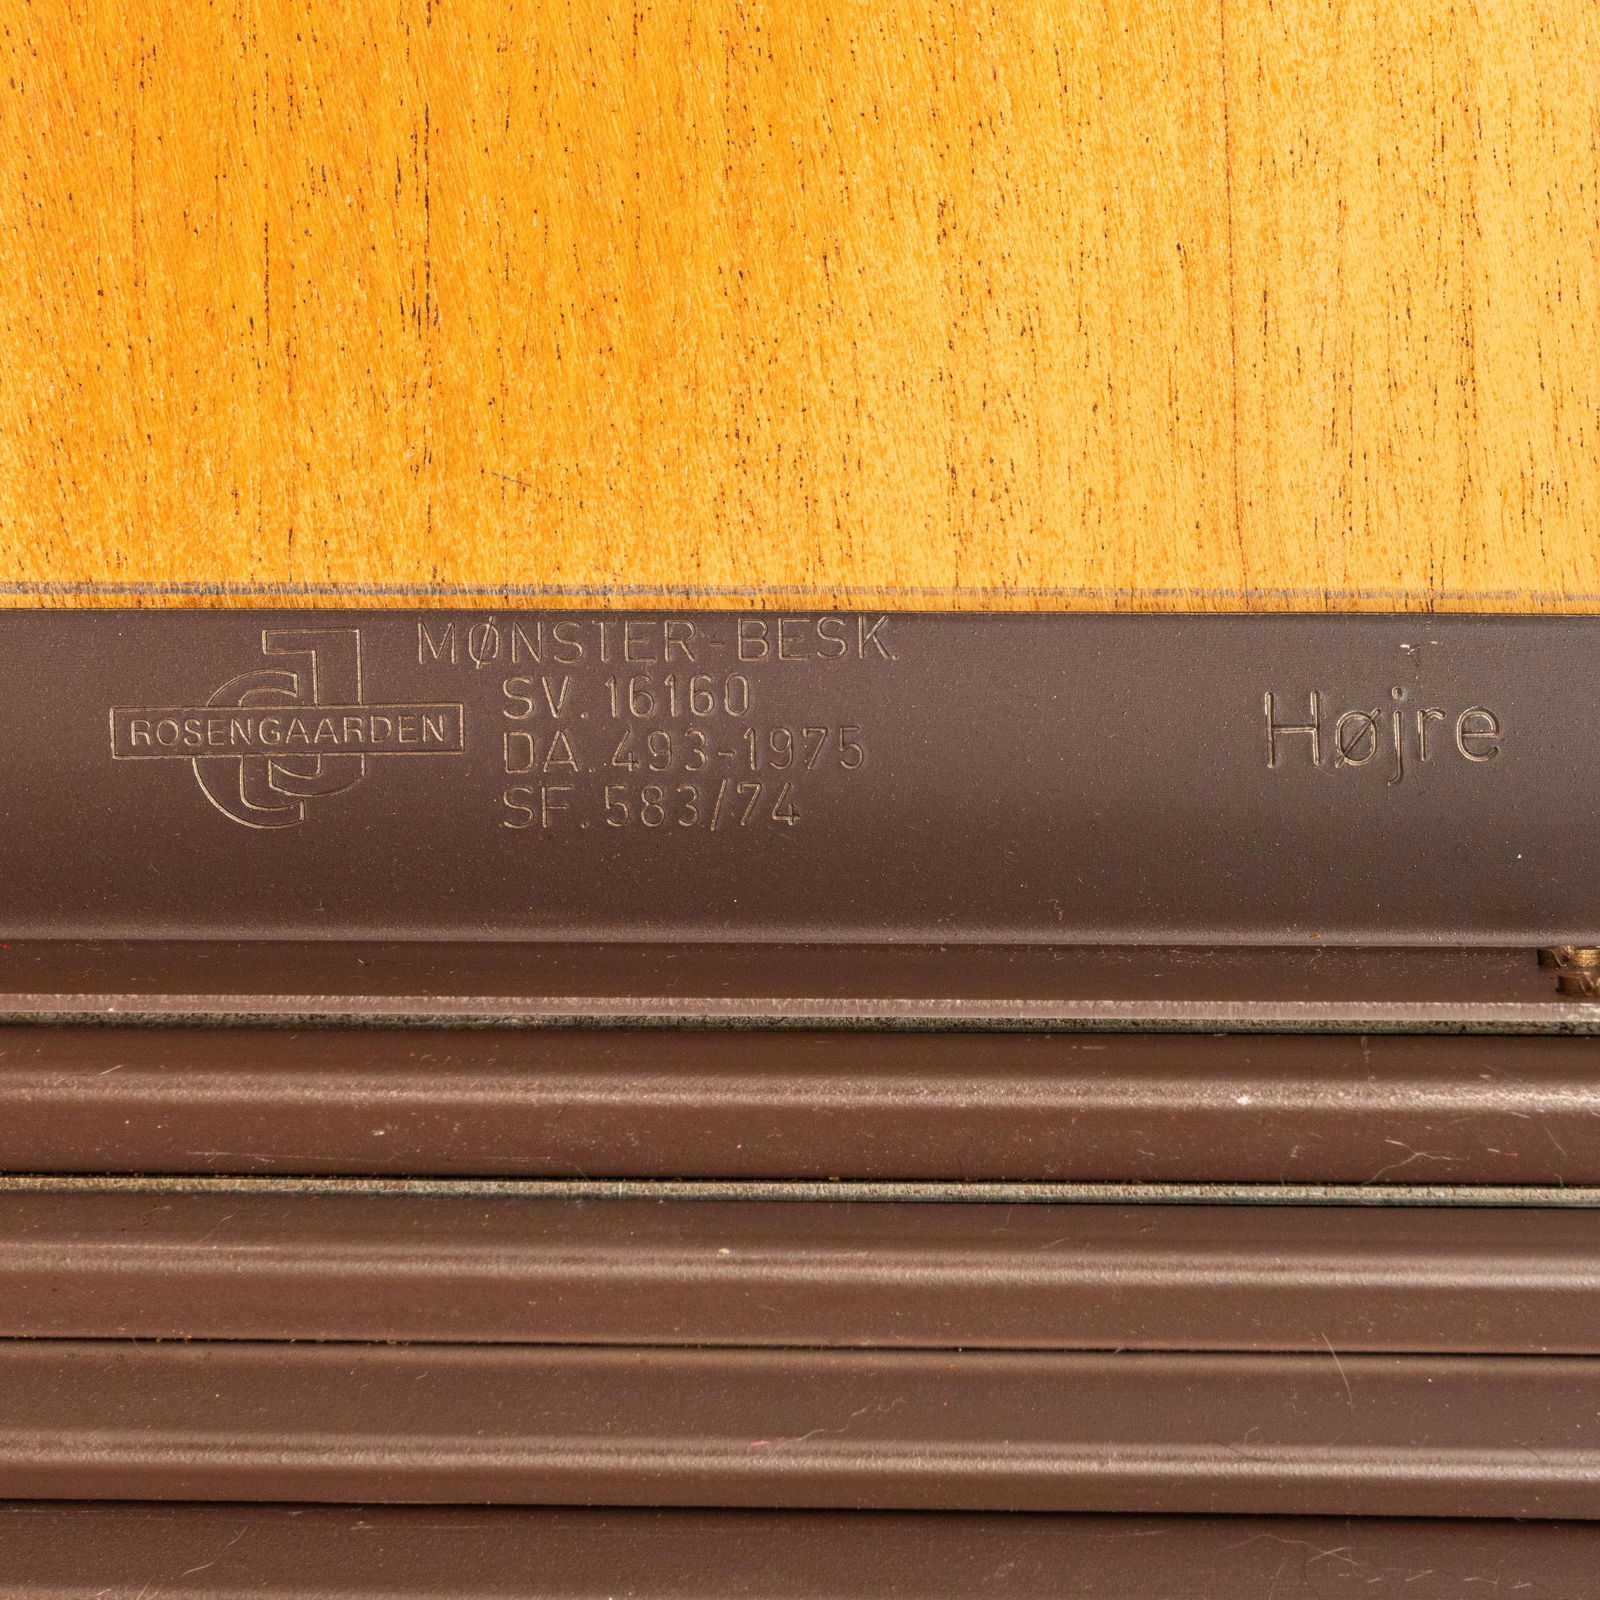 ROSENGAARDEN
MØNSTER-BESK.
SV. 16160
DA. 493-1975
SF. 583/74
Højre